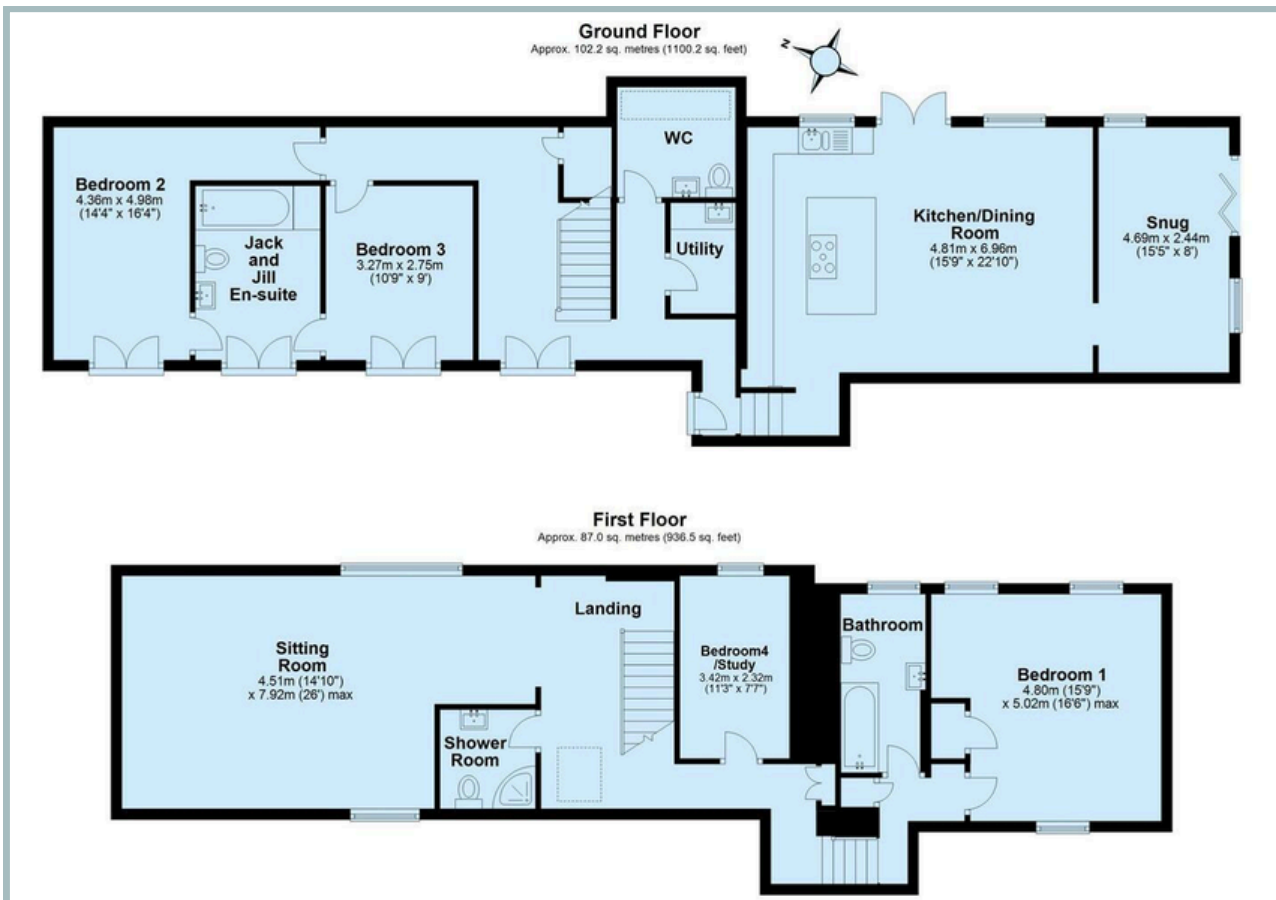 Ground Floor
Approx. 102.2 sq. metres (1100.2 sq. feet)
N
WC
Bedroom 2
4.36m x 4.98m
(14'4" x 16'4")
Jack
and
Jill
En-suite
Bedroom 3
3.27m x 2.75m
(10'9" x 9')
Utility
Kitchen/Dining
Room
4.81m x 6.96m
(15'9" x 22'10")
Snug
4.69m x 2.44m
(15'5" x 8')
First Floor
Approx. 87.0 sq. metres (936.5 sq. feet)
Sitting
Room
4.51m (14'10")
x 7.92m (26') max
Landing
Shower
Room
Bedroom4
/Study
3.42m x 2.32m
(11'3" x 7'7")
Bathroom
Bedroom 1
4.80m (15'9")
x 5.02m (16'6") max